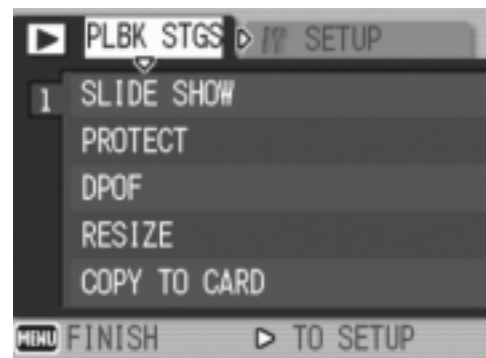 PLBK STGS SETUP
1 SLIDE SHOW
PROTECT
DPOF
RESIZE
COPY TO CARD
MENU FINISH TO SETUP